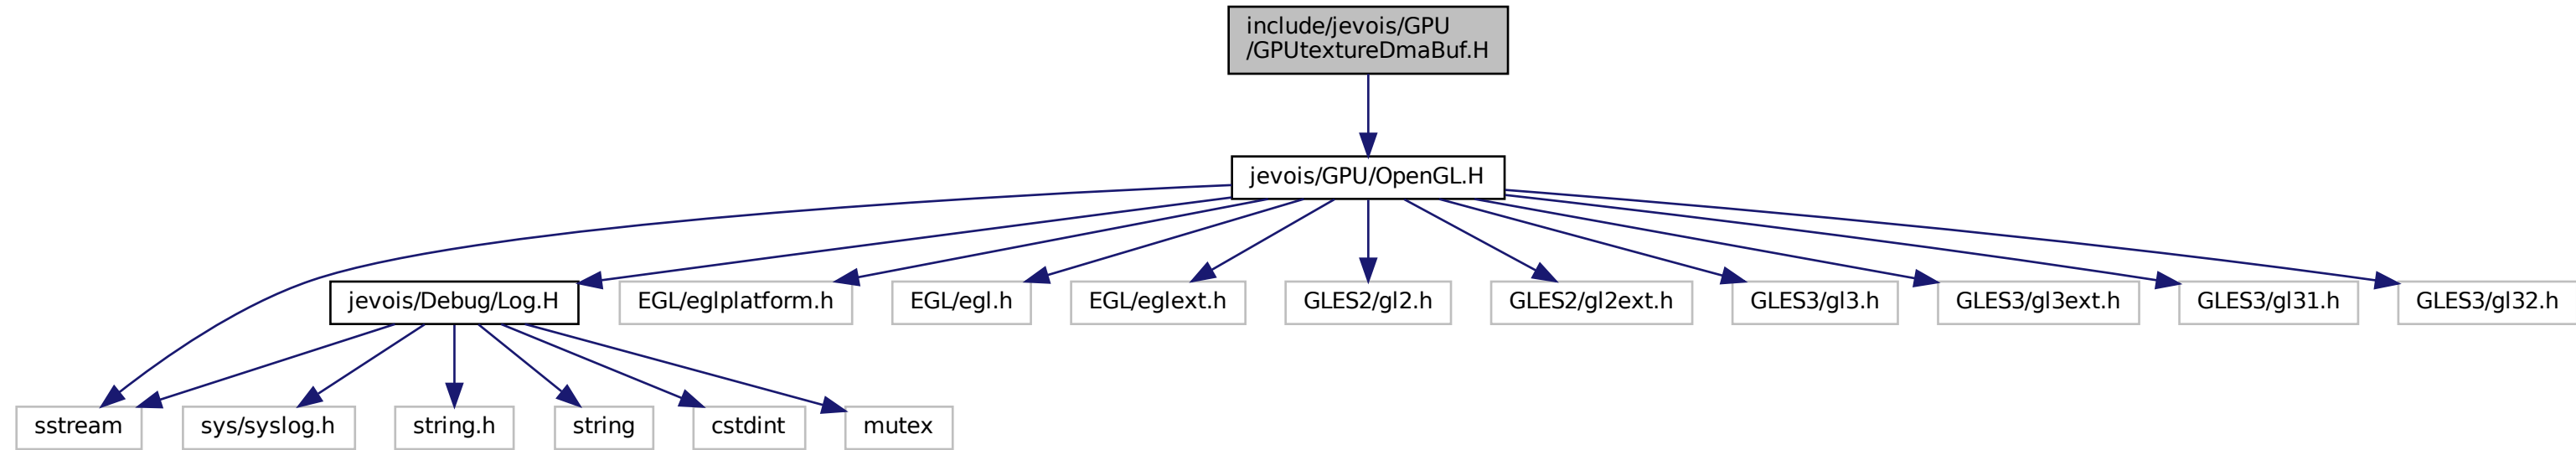 include/jevois/GPU
/GPUtextureDmaBuf.H
jevois/GPU/OpenGL.H
jevois/Debug/Log.H
EGL/eglplatform.h
EGL/egl.h
EGL/eglext.h
GLES2/gl2.h
GLES2/gl2ext.h
GLES3/gl3.h
GLES3/gl3ext.h
GLES3/gl31.h
GLES3/gl32.h
sstream
sys/syslog.h
string.h
string
cstdint
mutex